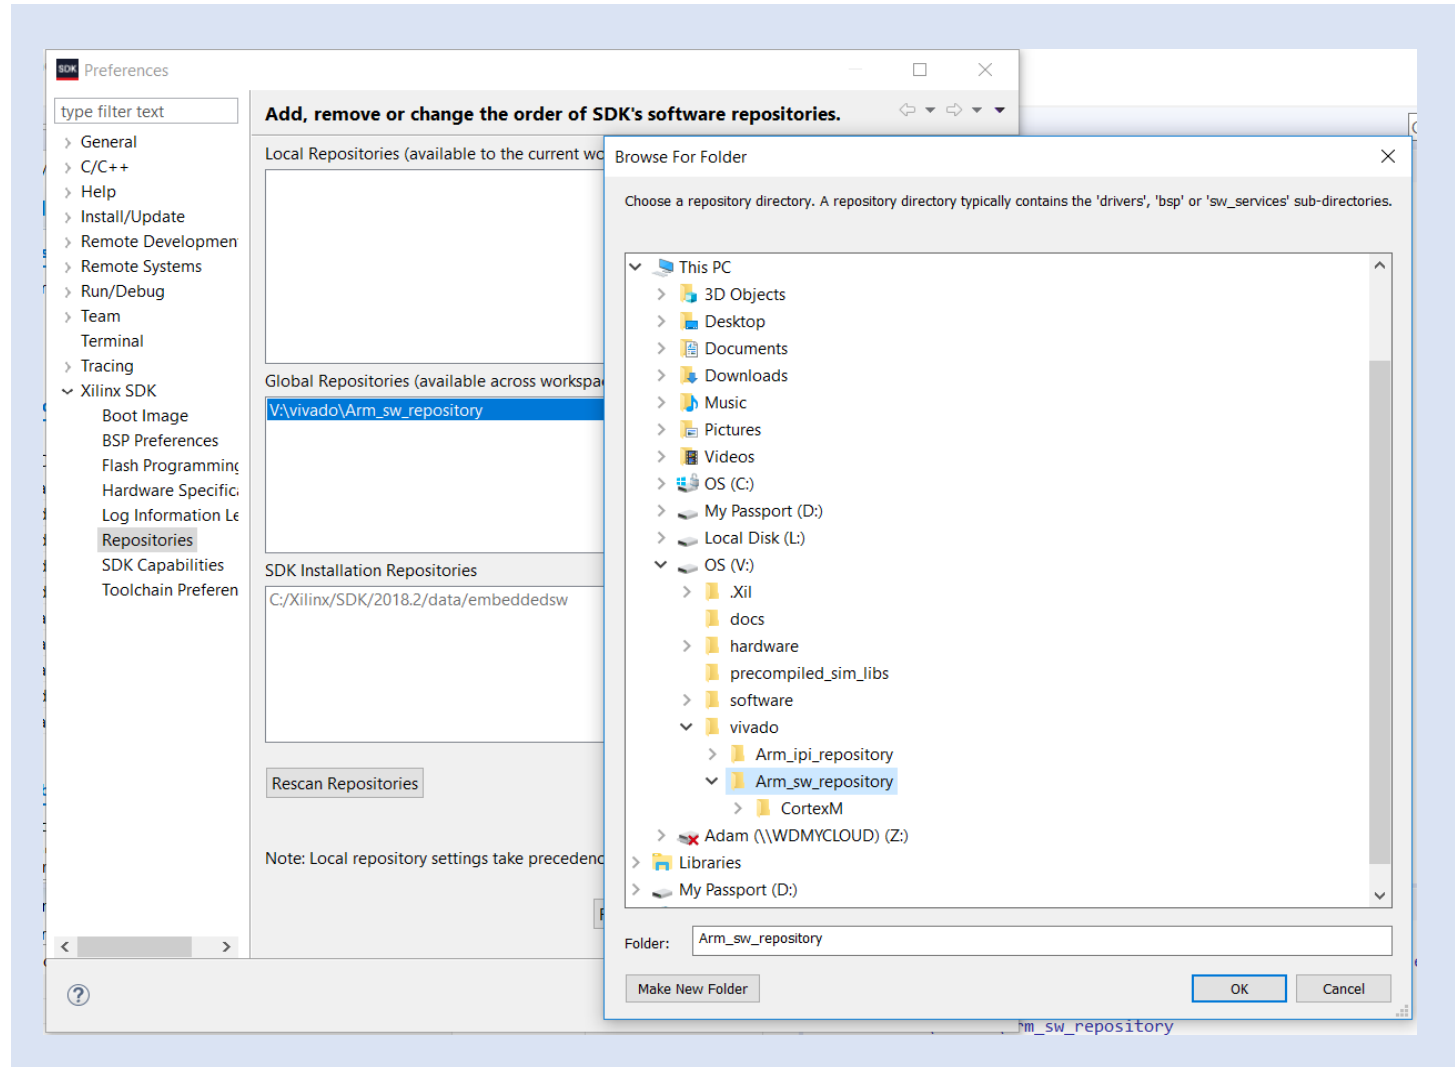 SDK Preferences
type filter text
General
C/C++
Help
Install/Update
Remote Developmen
Remote Systems
Run/Debug
Team
Terminal
Tracing
Xilinx SDK
Boot Image
BSP Preferences
Flash Programming
Hardware Specific
Log Information Le
Repositories
SDK Capabilities
Toolchain Preferen
Add, remove or change the order of SDK's software repositories.
Local Repositories (available to the current wo
Global Repositories (available across workspa
V:\vivado\Arm_sw_repository
SDK Installation Repositories
C:/Xilinx/SDK/2018.2/data/embeddedsw
Rescan Repositories
Note: Local repository settings take precedenc
Browse For Folder
Choose a repository directory. A repository directory typically contains the 'drivers', 'bsp' or 'sw_services' sub-directories.
This PC
3D Objects
Desktop
Documents
Downloads
Music
Pictures
Videos
OS (C:)
My Passport (D:)
Local Disk (L:)
OS (V:)
.Xil
docs
hardware
precompiled_sim_libs
software
vivado
Arm_ipi_repository
Arm_sw_repository
CortexM
Adam (\\WDMYCLOUD) (Z:)
Libraries
My Passport (D:)
Folder: Arm_sw_repository
Make New Folder
OK
Cancel
rm_sw_repository